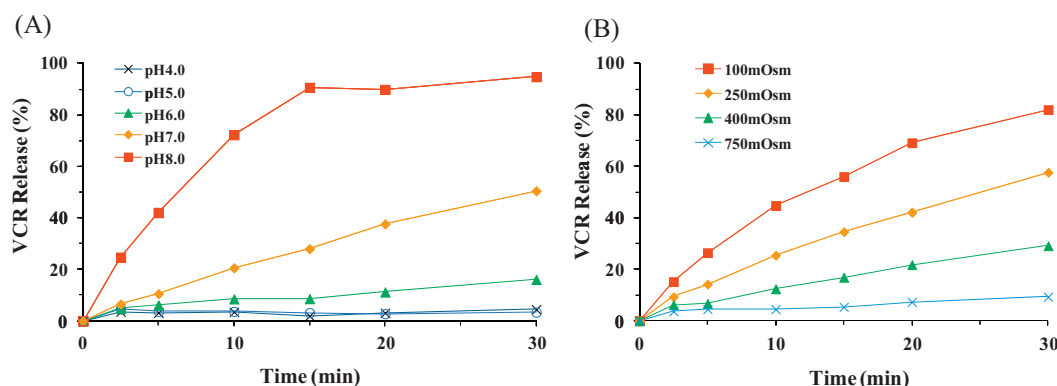 (A)
100
80
60
40
20
0
VCR Release (%)
pH4.0
pH5.0
pH6.0
pH7.0
pH8.0
0 10 20 30
Time (min)
(B)
100
80
60
40
20
0
VCR Release (%)
100mOsm
250mOsm
400mOsm
750mOsm
0 10 20 30
Time (min)